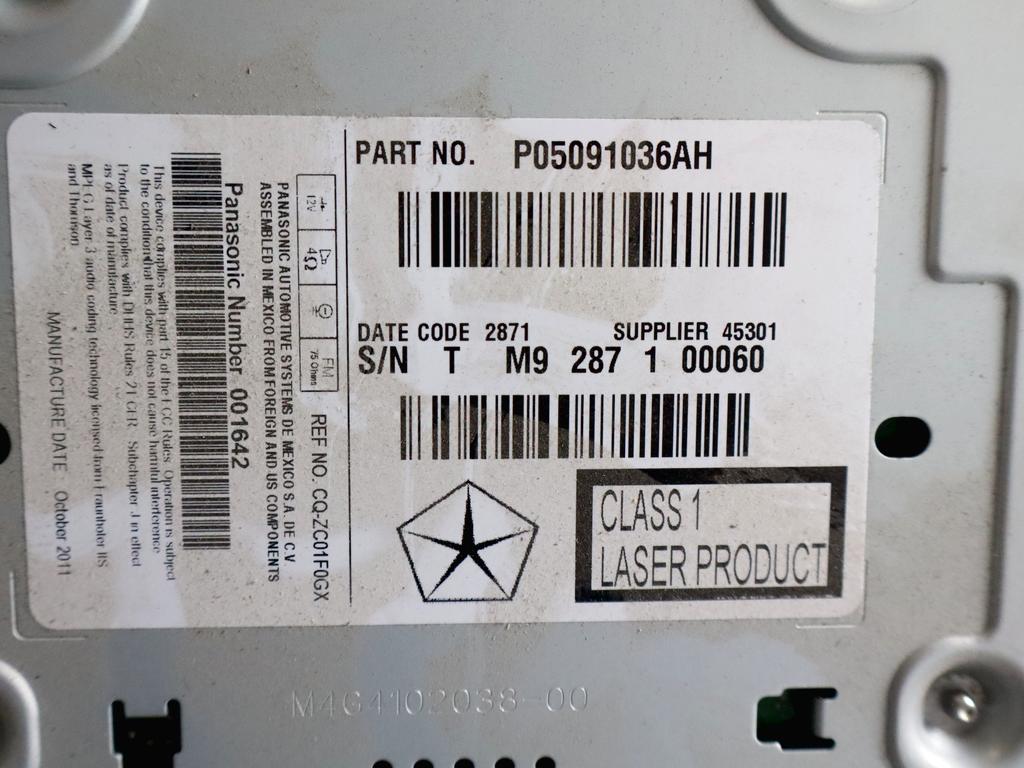 PART NO. P05091036AH
DATE CODE 2871 SUPPLIER 45301
S/N T M9 287 1 00060
CLASS 1
LASER PRODUCT
12V
4Ω
FM
75 Ohms
REF NO. CQ-ZC01F0GX
PANASONIC AUTOMOTIVE SYSTEMS DE MEXICO S.A. DE C.V
ASSEMBLED IN MEXICO FROM FOREIGN AND US COMPONENTS
Panasonic Number 001642
This device complies with part 15 of the FCC Rules. Operation is subject
to the condition that this device does not cause harmful interference
Product complies with DHHS Rules 21 CFR. Subchapter J in effect
as of date of manufacture
MPEG Layer 3 audio coding technology licensed from Fraunhofer IIS
and Thomson
MANUFACTURE DATE October 2011
M4G4102038-00